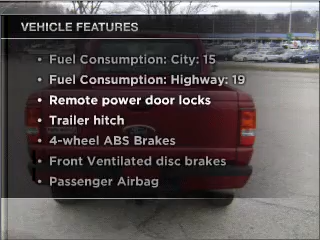 VEHICLE FEATURES
• Fuel Consumption: City: 15
• Fuel Consumption: Highway: 19
• Remote power door locks
• Trailer hitch
• 4-wheel ABS Brakes
• Front Ventilated disc brakes
• Passenger Airbag